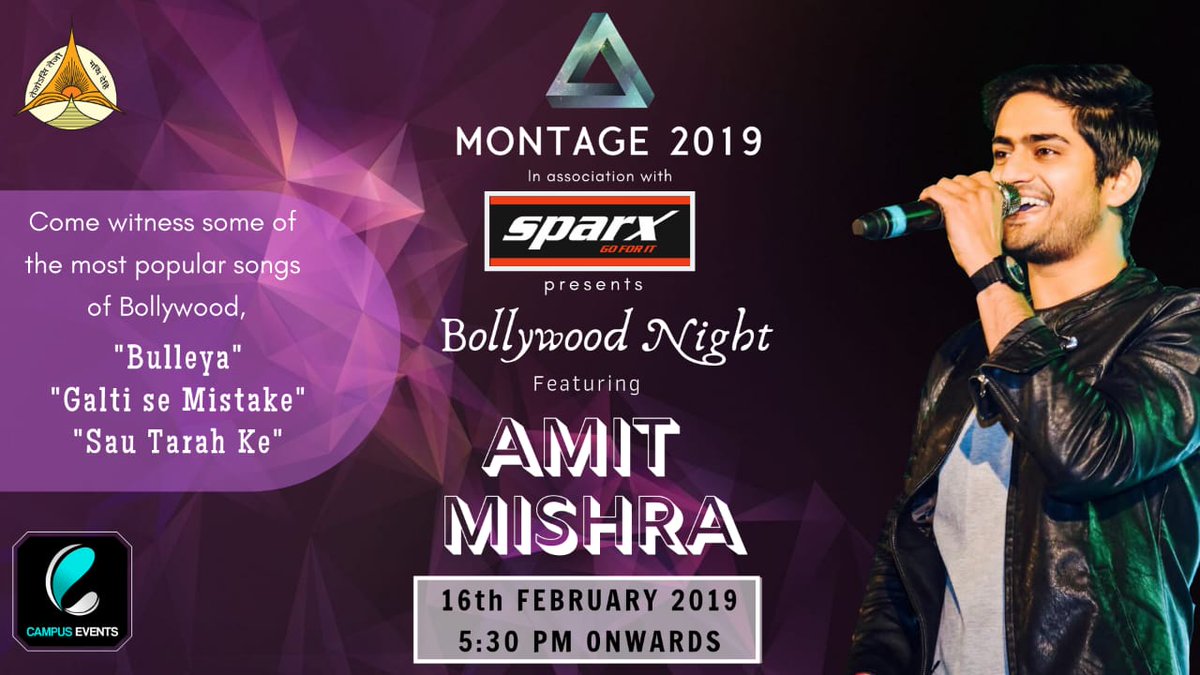 तेजोऽसि तेजो मयि देहि
MONTAGE 2019
In association with
sparx
GO FOR IT
presents
Bollywood Night
Featuring
AMIT
MISHRA
16th FEBRUARY 2019
5:30 PM ONWARDS
Come witness some of
the most popular songs
of Bollywood,
"Bulleya"
"Galti se Mistake"
"Sau Tarah Ke"
CAMPUS EVENTS